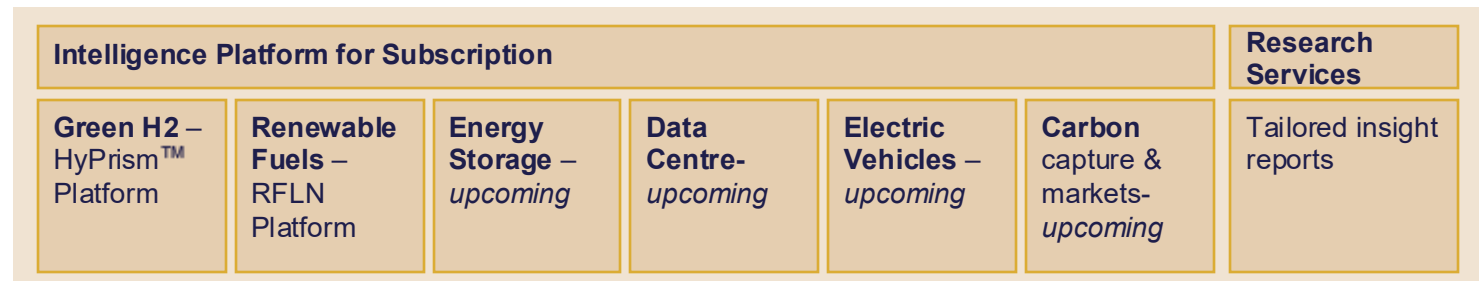 Intelligence Platform for Subscription
Research
Services
Green H2 –
HyPrism™
Platform
Renewable
Fuels –
RFLN
Platform
Energy
Storage –
upcoming
Data
Centre-
upcoming
Electric
Vehicles –
upcoming
Carbon
capture &
markets-
upcoming
Tailored insight
reports